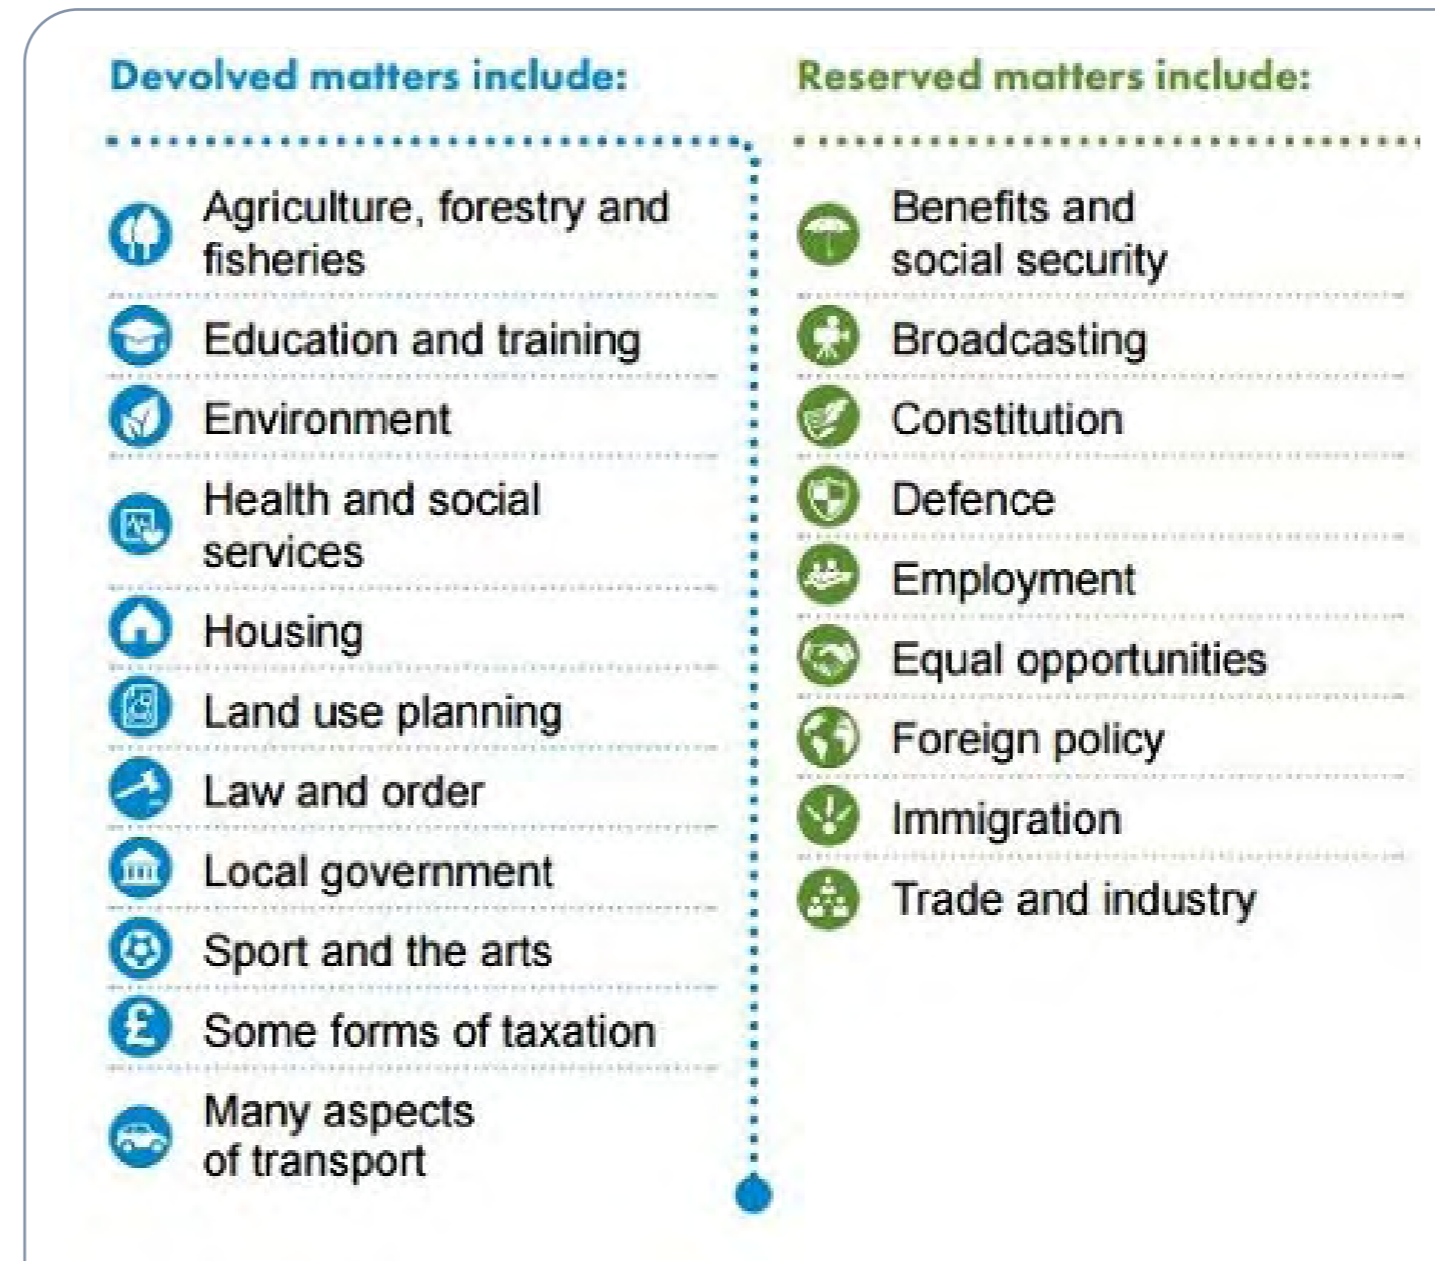 Devolved matters include:
Agriculture, forestry and
fisheries
Education and training
Environment
Health and social
services
Housing
Land use planning
Law and order
Local government
Sport and the arts
£
Some forms of taxation
Many aspects
of transport
Reserved matters include:
Benefits and
social security
Broadcasting
Constitution
Defence
Employment
Equal opportunities
Foreign policy
Immigration
Trade and industry